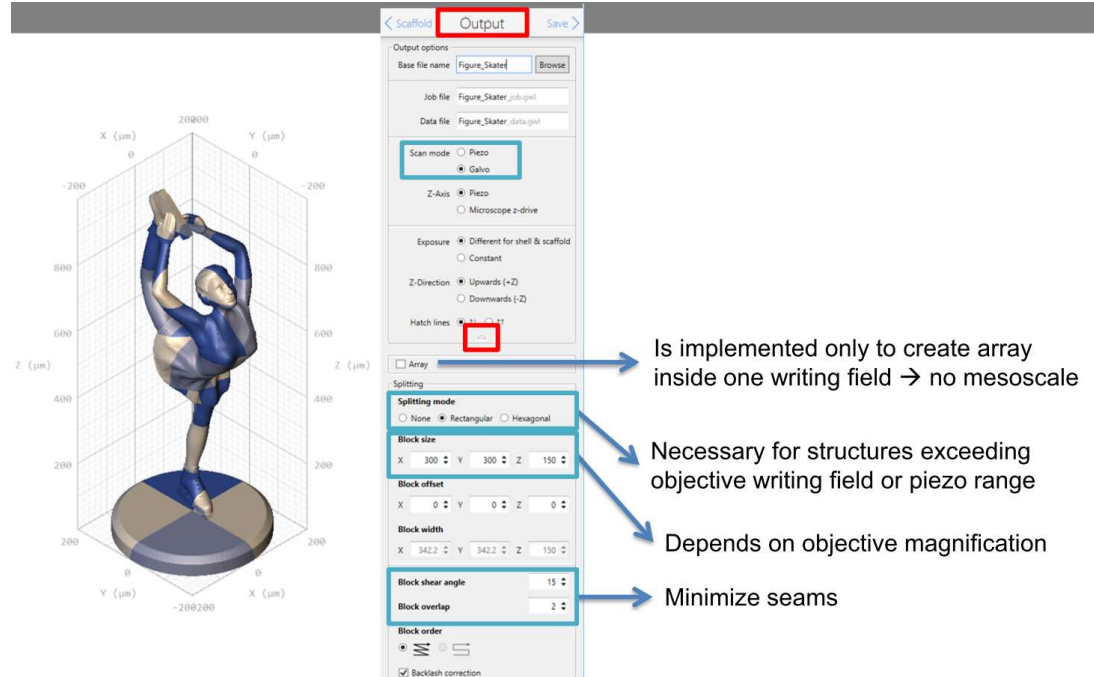 Scaffold Output Save
Output options
Base file name Figure_Skater Browse
Job file Figure_Skater_job.gwl
Data file Figure_Skater_data.gwl
Scan mode Piezo
Galvo
Z-Axis Piezo
Microscope z-drive
Exposure Different for shell & scaffold
Constant
Z-Direction Upwards (+Z)
Downwards (-Z)
Hatch lines ↑↓ ↑↑
Array
Splitting
Splitting mode
None Rectangular Hexagonal
Block size
X 300 Y 300 Z 150
Block offset
X 0 Y 0 Z 0
Block width
X 342.2 Y 342.2 Z 150
Block shear angle 15
Block overlap 2
Block order
Backlash correction
X (µm) Y (µm)
0 0
-200 -200
800 800
600 600
Z (µm) Z (µm)
400 400
200 200
200 200
0 0
Y (µm) X (µm)
-200200
Is implemented only to create array
inside one writing field → no mesoscale
Necessary for structures exceeding
objective writing field or piezo range
Depends on objective magnification
Minimize seams